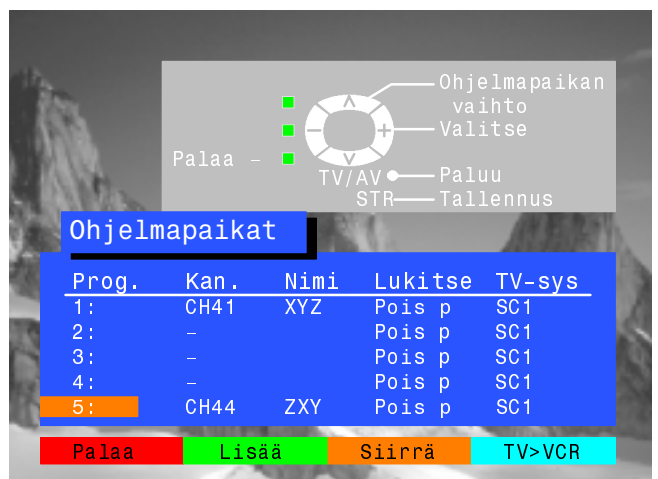 Ohjelmapaikan
vaihto
Valitse
Palaa –
Paluu
TV/AV
STR
Tallennus
Ohjelmapaikat
Prog. Kan. Nimi Lukitse TV-sys
1: CH41 XYZ Pois p SC1
2: – Pois p SC1
3: – Pois p SC1
4: – Pois p SC1
5: CH44 ZXY Pois p SC1
Palaa Lisää Siirrä TV>VCR